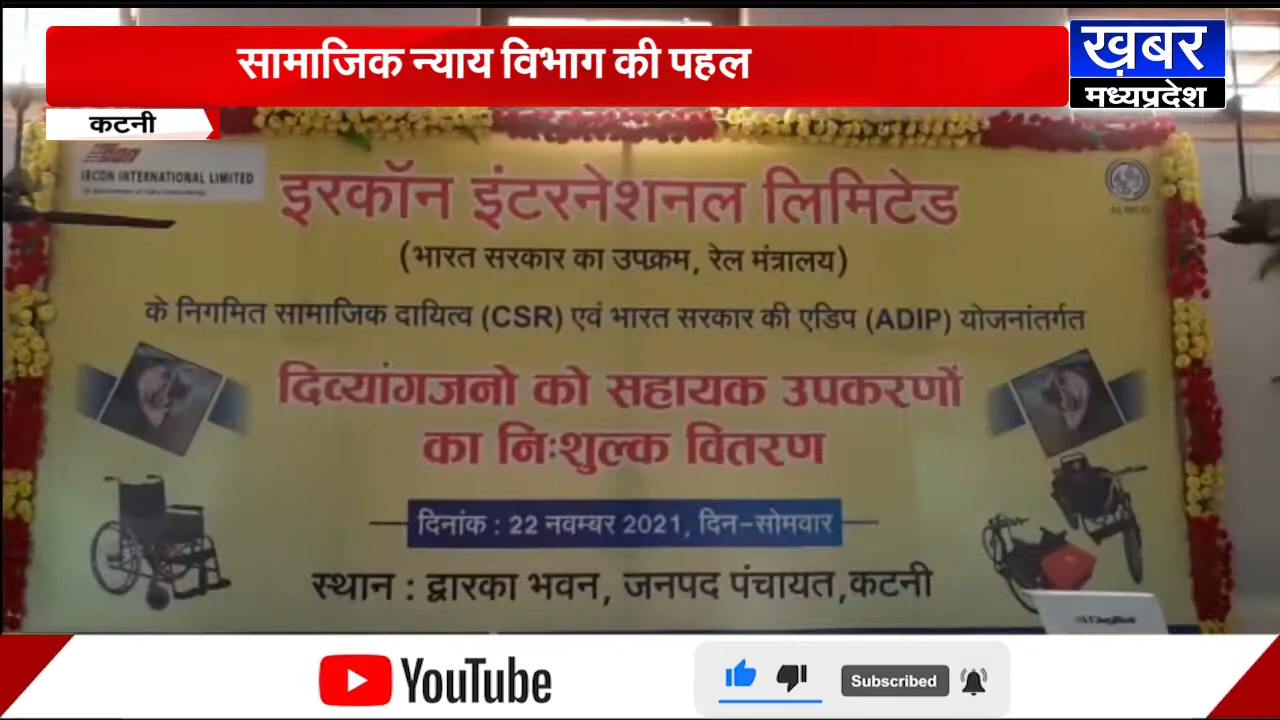 सामाजिक न्याय विभाग की पहल
ख़बर
मध्यप्रदेश
कटनी
IRCON INTERNATIONAL LIMITED
इरकॉन इंटरनेशनल लिमिटेड
(भारत सरकार का उपक्रम, रेल मंत्रालय)
के निगमित सामाजिक दायित्व (CSR) एवं भारत सरकार की एडिप (ADIP) योजनांतर्गत
दिव्यांगजनो को सहायक उपकरणों
का निःशुल्क वितरण
दिनांक : 22 नवम्बर 2021, दिन-सोमवार
स्थान : द्वारका भवन, जनपद पंचायत,कटनी
YouTube
Subscribed